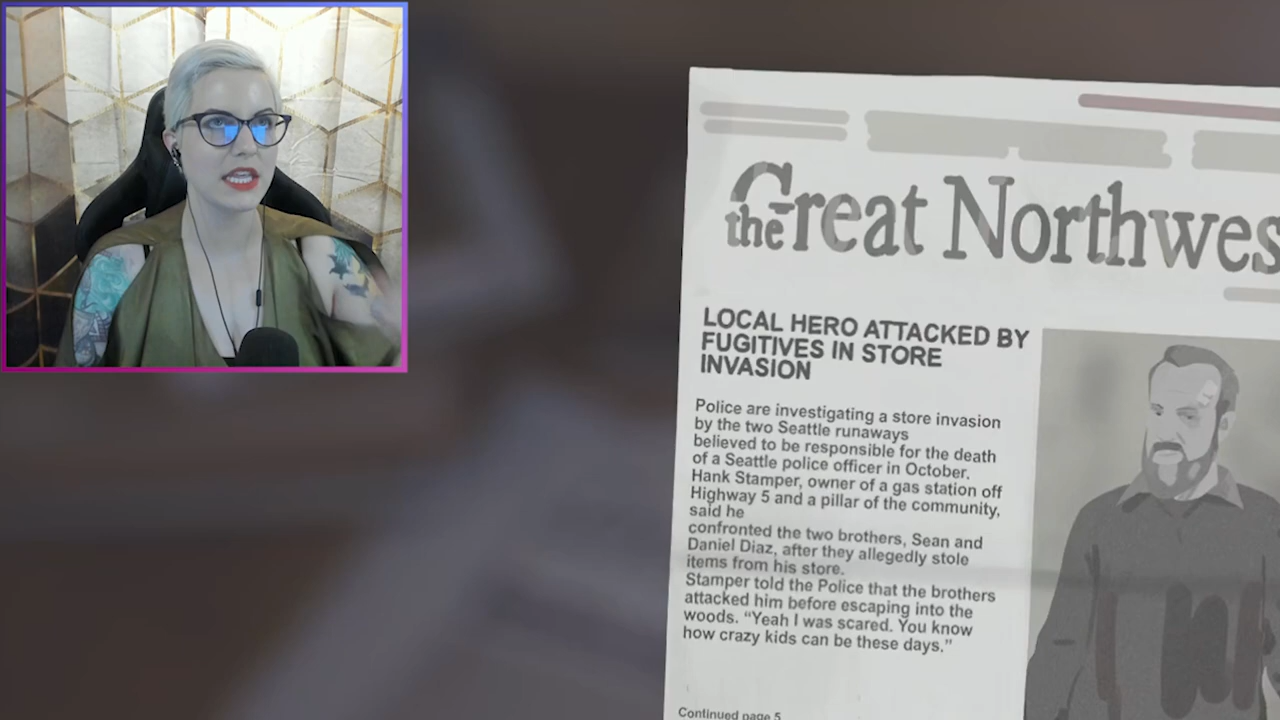 the Great Northwes
LOCAL HERO ATTACKED BY
FUGITIVES IN STORE
INVASION
Police are investigating a store invasion
by the two Seattle runaways
believed to be responsible for the death
of a Seattle police officer in October.
Hank Stamper, owner of a gas station off
Highway 5 and a pillar of the community,
said he
confronted the two brothers, Sean and
Daniel Diaz, after they allegedly stole
items from his store.
Stamper told the Police that the brothers
attacked him before escaping into the
woods. “Yeah I was scared. You know
how crazy kids can be these days.”
Continued page 5